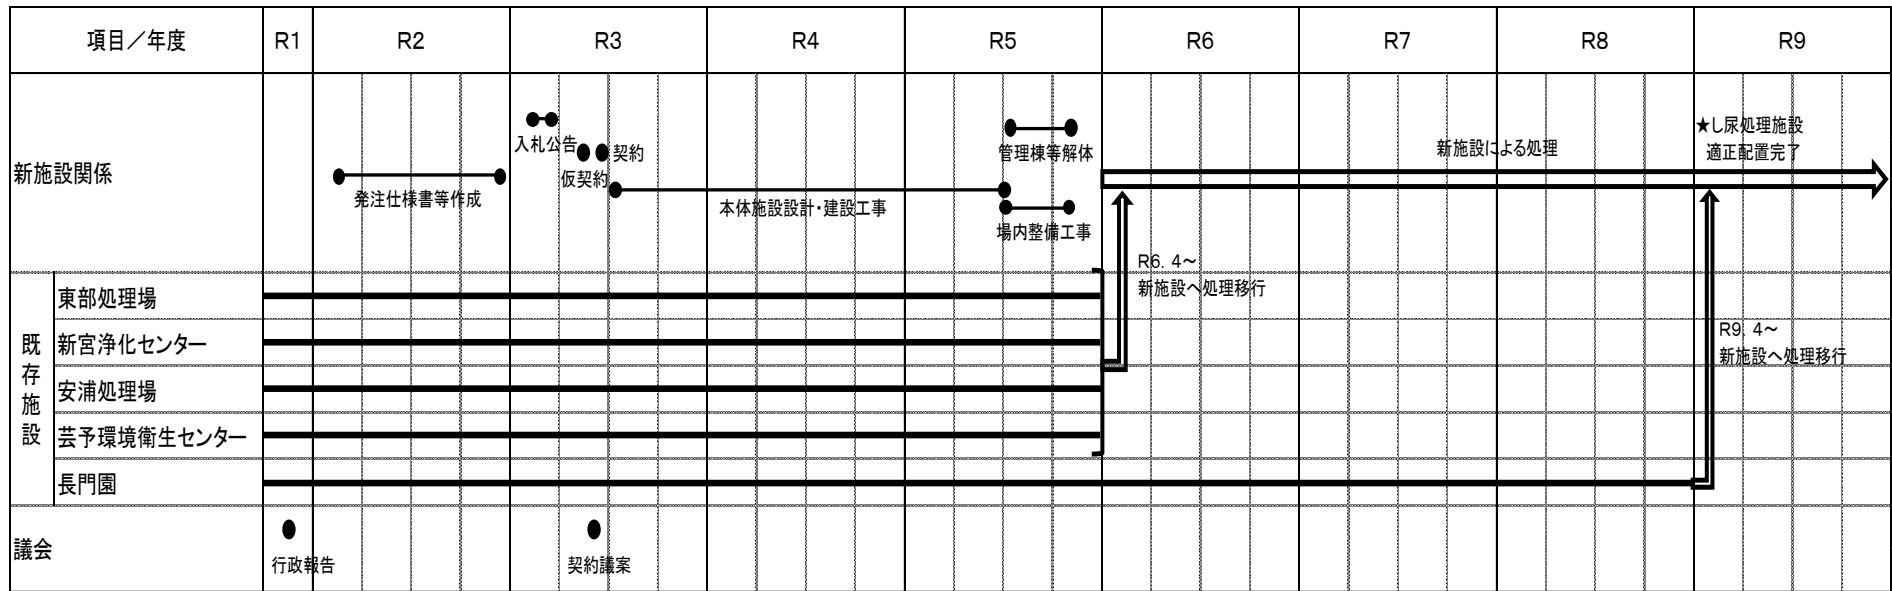 項目／年度 R1 R2 R3 R4 R5 R6 R7 R8 R9
新施設関係
発注仕様書等作成
入札公告
仮契約
契約
本体施設設計・建設工事
管理棟等解体
場内整備工事
新施設による処理
★し尿処理施設
適正配置完了
R6. 4～
新施設へ処理移行
R9. 4～
新施設へ処理移行
既存施設
東部処理場
新宮浄化センター
安浦処理場
芸予環境衛生センター
長門園
議会
行政報告
契約議案